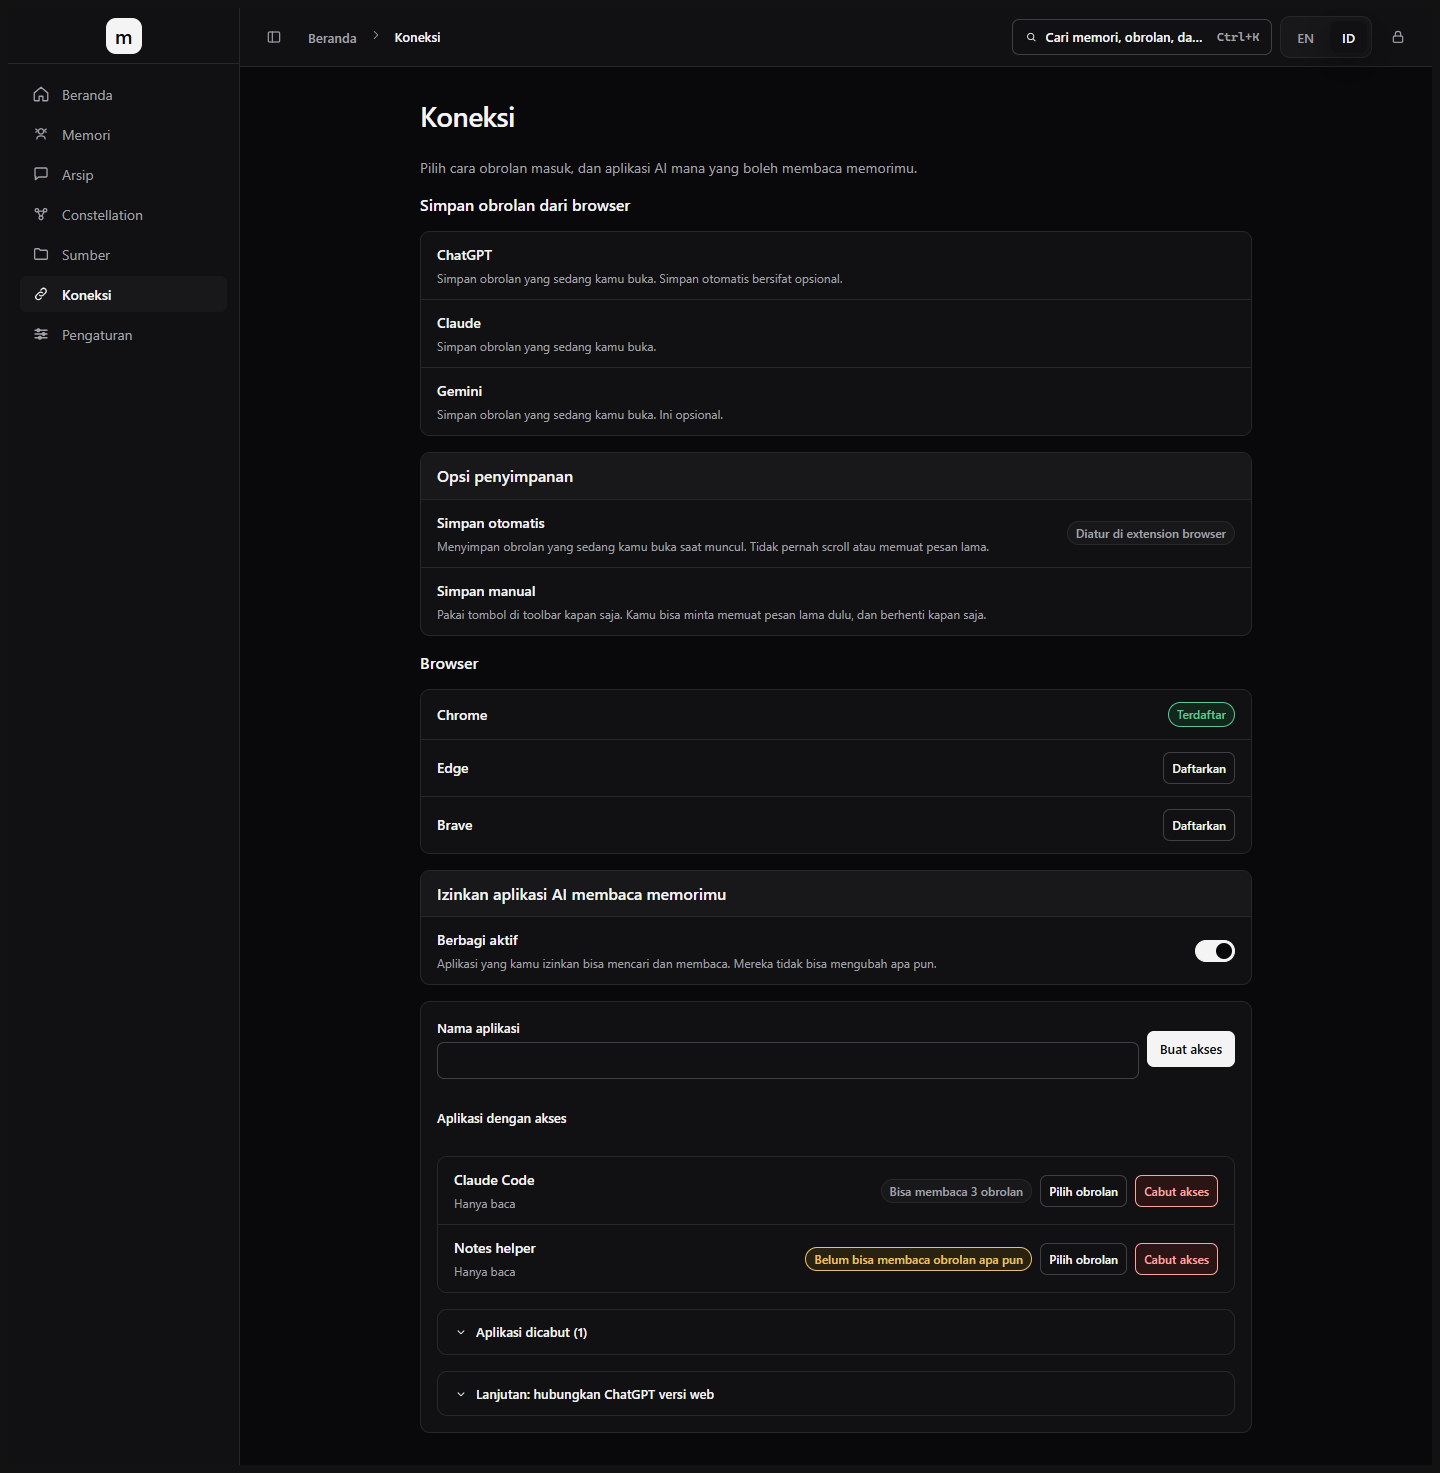 m
Beranda
Memori
Arsip
Constellation
Sumber
Koneksi
Pengaturan
Beranda
Koneksi
Cari memori, obrolan, da... Ctrl+K
EN ID
Koneksi
Pilih cara obrolan masuk, dan aplikasi AI mana yang boleh membaca memorimu.
Simpan obrolan dari browser
ChatGPT
Simpan obrolan yang sedang kamu buka. Simpan otomatis bersifat opsional.
Claude
Simpan obrolan yang sedang kamu buka.
Gemini
Simpan obrolan yang sedang kamu buka. Ini opsional.
Opsi penyimpanan
Simpan otomatis
Menyimpan obrolan yang sedang kamu buka saat muncul. Tidak pernah scroll atau memuat pesan lama.
Diatur di extension browser
Simpan manual
Pakai tombol di toolbar kapan saja. Kamu bisa minta memuat pesan lama dulu, dan berhenti kapan saja.
Browser
Chrome
Terdaftar
Edge
Daftarkan
Brave
Daftarkan
Izinkan aplikasi AI membaca memorimu
Berbagi aktif
Aplikasi yang kamu izinkan bisa mencari dan membaca. Mereka tidak bisa mengubah apa pun.
Nama aplikasi
Buat akses
Aplikasi dengan akses
Claude Code
Hanya baca
Bisa membaca 3 obrolan
Pilih obrolan
Cabut akses
Notes helper
Hanya baca
Belum bisa membaca obrolan apa pun
Pilih obrolan
Cabut akses
Aplikasi dicabut (1)
Lanjutan: hubungkan ChatGPT versi web